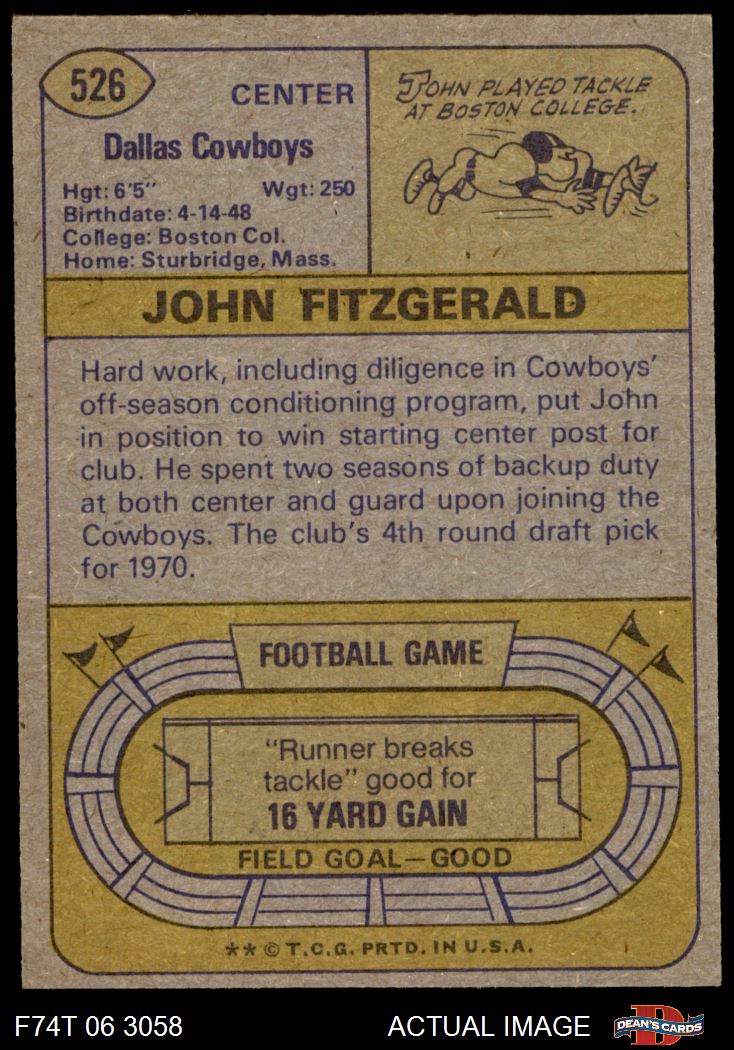 526
CENTER
Dallas Cowboys
Hgt: 6'5" Wgt: 250
Birthdate: 4-14-48
College: Boston Col.
Home: Sturbridge, Mass.
JOHN PLAYED TACKLE
AT BOSTON COLLEGE.
JOHN FITZGERALD
Hard work, including diligence in Cowboys'
off-season conditioning program, put John
in position to win starting center post for
club. He spent two seasons of backup duty
at both center and guard upon joining the
Cowboys. The club's 4th round draft pick
for 1970.
FOOTBALL GAME
"Runner breaks
tackle" good for
16 YARD GAIN
FIELD GOAL—GOOD
** © T.C.G. PRTD. IN U.S.A.
F74T 06 3058 ACTUAL IMAGE
D
DEAN'S CARDS